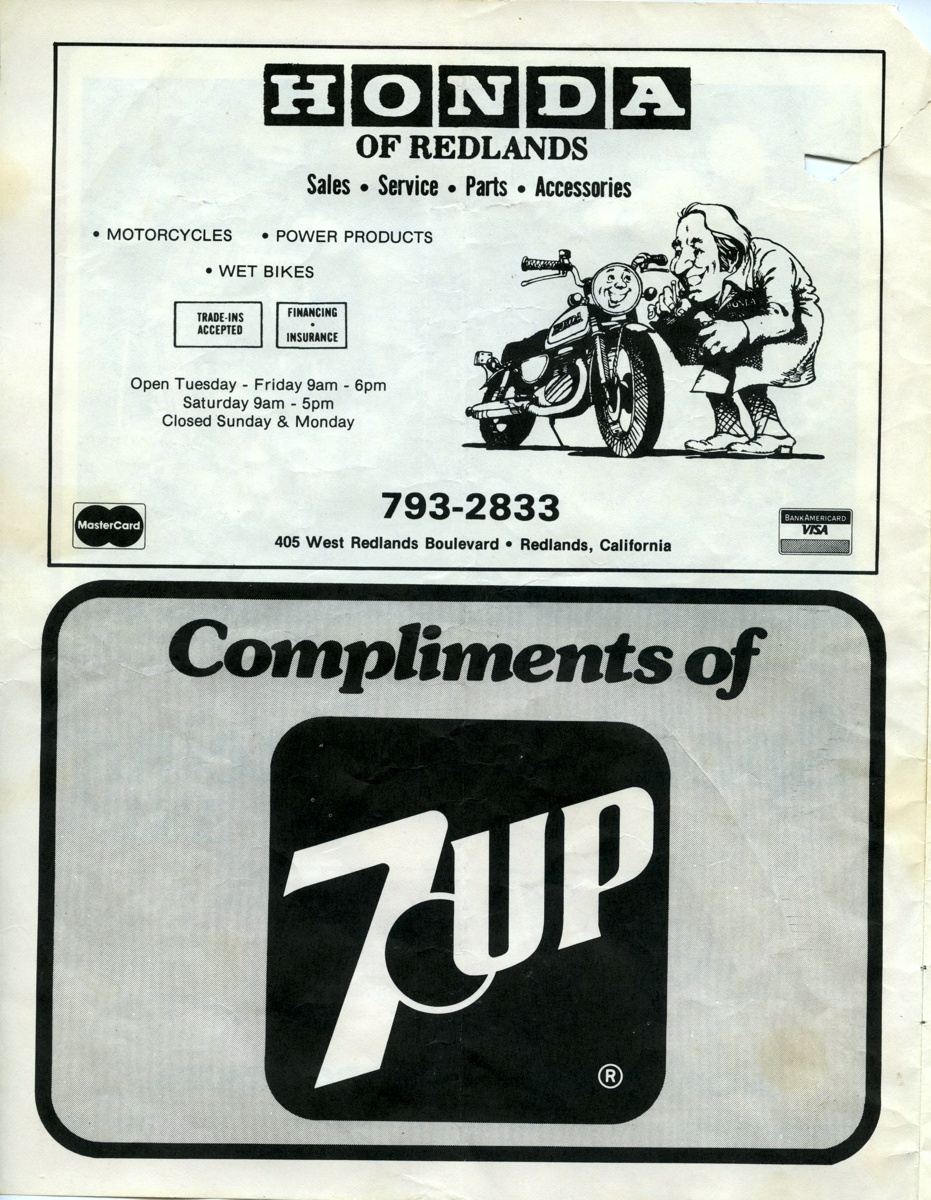 HONDA
OF REDLANDS
Sales • Service • Parts • Accessories
• MOTORCYCLES • POWER PRODUCTS
• WET BIKES
TRADE-INS
ACCEPTED
FINANCING
•
INSURANCE
Open Tuesday - Friday 9am - 6pm
Saturday 9am - 5pm
Closed Sunday & Monday
HONDA
HONDA
793-2833
MasterCard
BANKAMERICARD
VISA
405 West Redlands Boulevard • Redlands, California
Compliments of
7UP
®